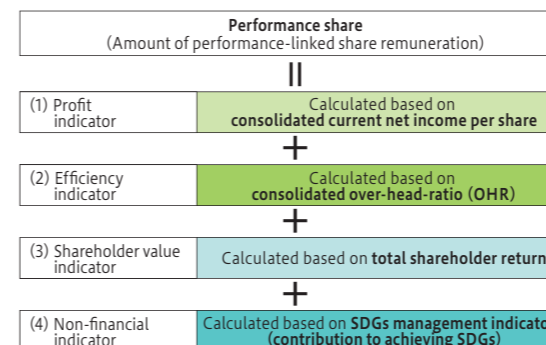 Performance share
(Amount of performance-linked share remuneration)
||
(1) Profit
indicator
Calculated based on
consolidated current net income per share
+
(2) Efficiency
indicator
Calculated based on
consolidated over-head-ratio (OHR)
+
(3) Shareholder value
indicator
Calculated based on total shareholder return
+
(4) Non-financial
indicator
Calculated based on SDGs management indicato
(contribution to achieving SDGs)